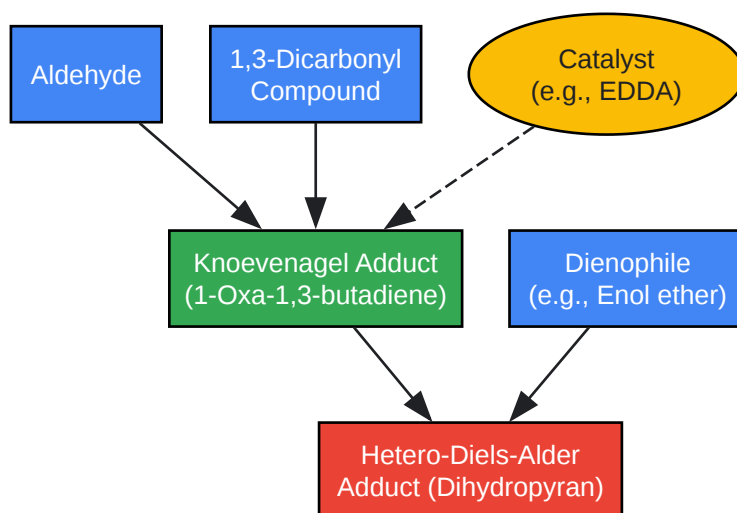 Aldehyde
1,3-Dicarbonyl
Compound
Catalyst
(e.g., EDDA)
Knoevenagel Adduct
(1-Oxa-1,3-butadiene)
Dienophile
(e.g., Enol ether)
Hetero-Diels-Alder
Adduct (Dihydropyran)